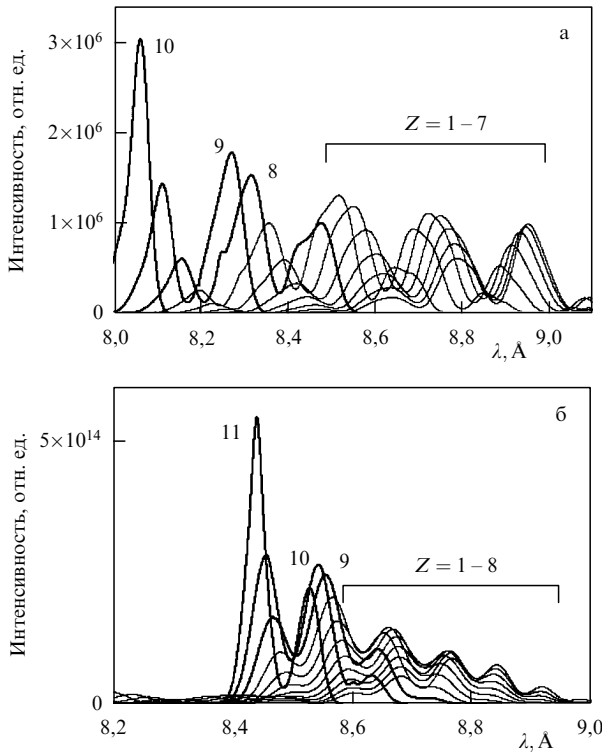 Интенсивность, отн. ед.
а
3×10⁶
2×10⁶
1×10⁶
0
10
9
8
Z = 1 – 7
8,0
8,2
8,4
8,6
8,8
9,0
λ, Å
Интенсивность, отн. ед.
б
5×10¹⁴
0
11
10
9
Z = 1 – 8
8,2
8,4
8,6
8,8
9,0
λ, Å